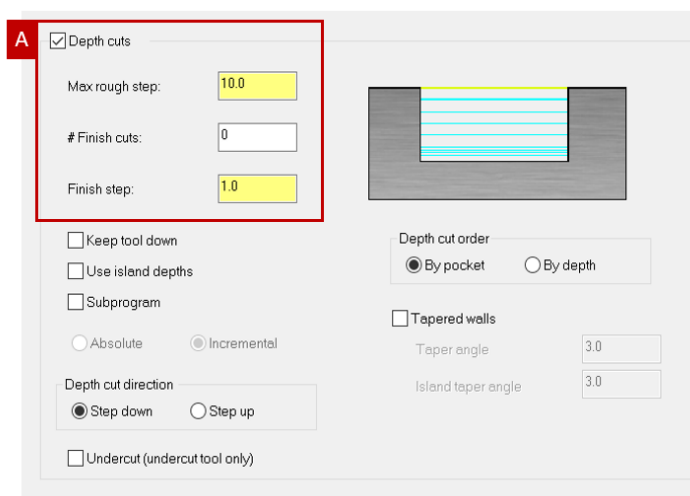 A
Depth cuts
Max rough step: 10.0
# Finish cuts: 0
Finish step: 1.0
Keep tool down
Use island depths
Subprogram
Absolute Incremental
Depth cut direction
Step down Step up
Undercut (undercut tool only)
Depth cut order
By pocket By depth
Tapered walls
Taper angle 3.0
Island taper angle 3.0